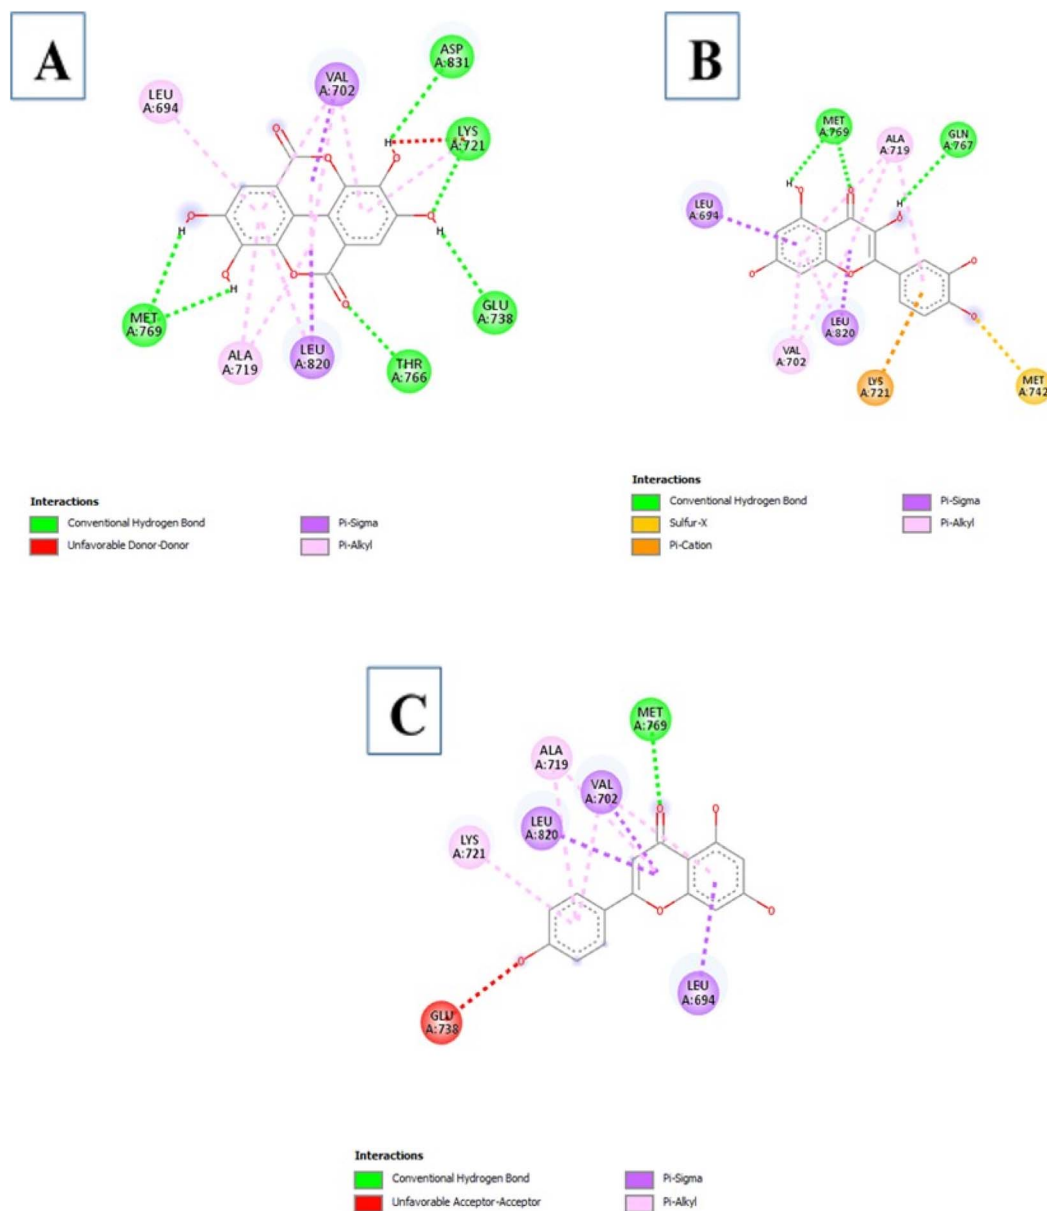 A
ASP
A:831
VAL
A:702
LEU
A:694
LYS
A:721
H
O
O
H
O
O
O
H
H
O
O
H
O
O
MET
A:769
GLU
A:738
ALA
A:719
LEU
A:820
THR
A:766
Interactions
Conventional Hydrogen Bond
Pi-Sigma
Unfavorable Donor-Donor
Pi-Alkyl
B
MET
A:769
ALA
A:719
GLN
A:767
LEU
A:694
H
O
O
H
O
O
O
O
O
LEU
A:820
VAL
A:702
LYS
A:721
MET
A:742
Interactions
Conventional Hydrogen Bond
Pi-Sigma
Sulfur-X
Pi-Alkyl
Pi-Cation
C
MET
A:769
ALA
A:719
VAL
A:702
LEU
A:820
LYS
A:721
O
O
O
O
O
LEU
A:694
GLU
A:738
Interactions
Conventional Hydrogen Bond
Pi-Sigma
Unfavorable Acceptor-Acceptor
Pi-Alkyl